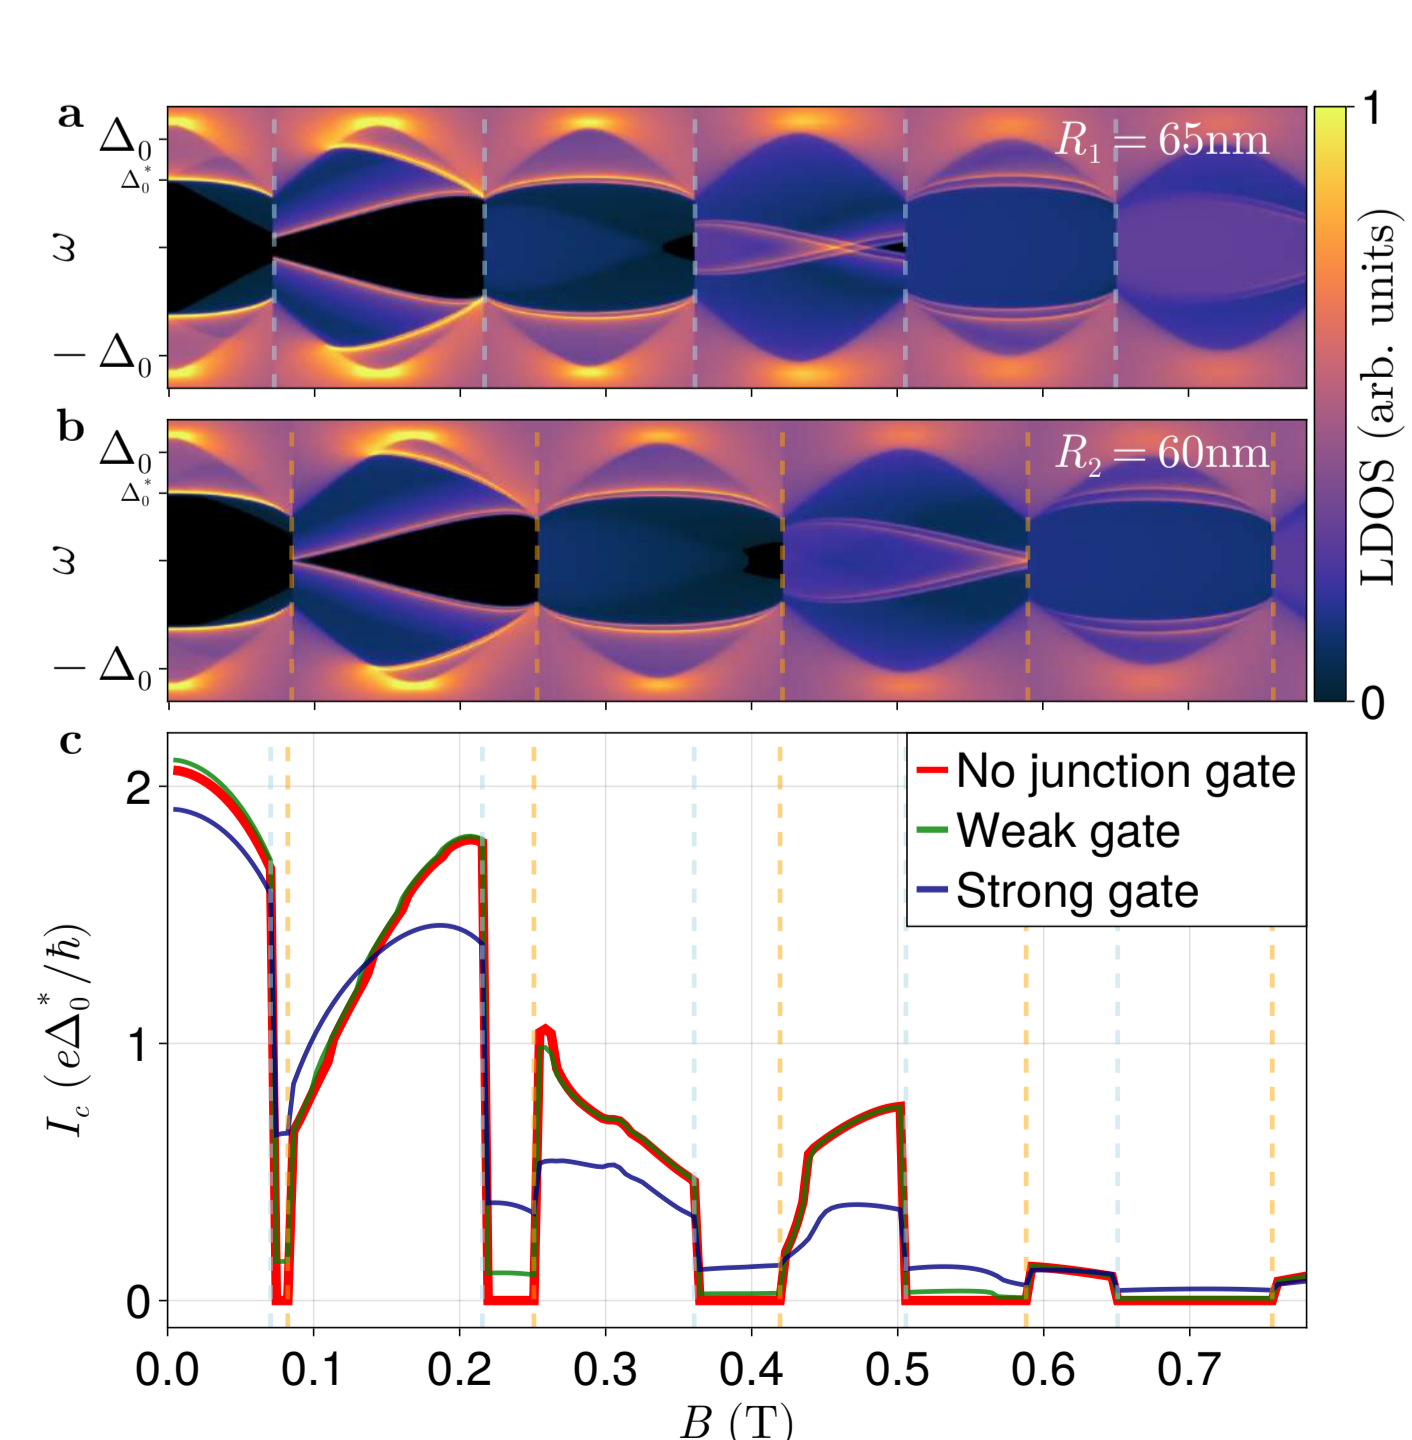 a
Δ₀
Δ₀*
ω
− Δ₀
R₁ = 65nm
1
b
Δ₀
Δ₀*
ω
− Δ₀
R₂ = 60nm
0
LDOS (arb. units)
c
No junction gate
Weak gate
Strong gate
2
1
0
I_c (eΔ₀*/ℏ)
0.0 0.1 0.2 0.3 0.4 0.5 0.6 0.7
B (T)